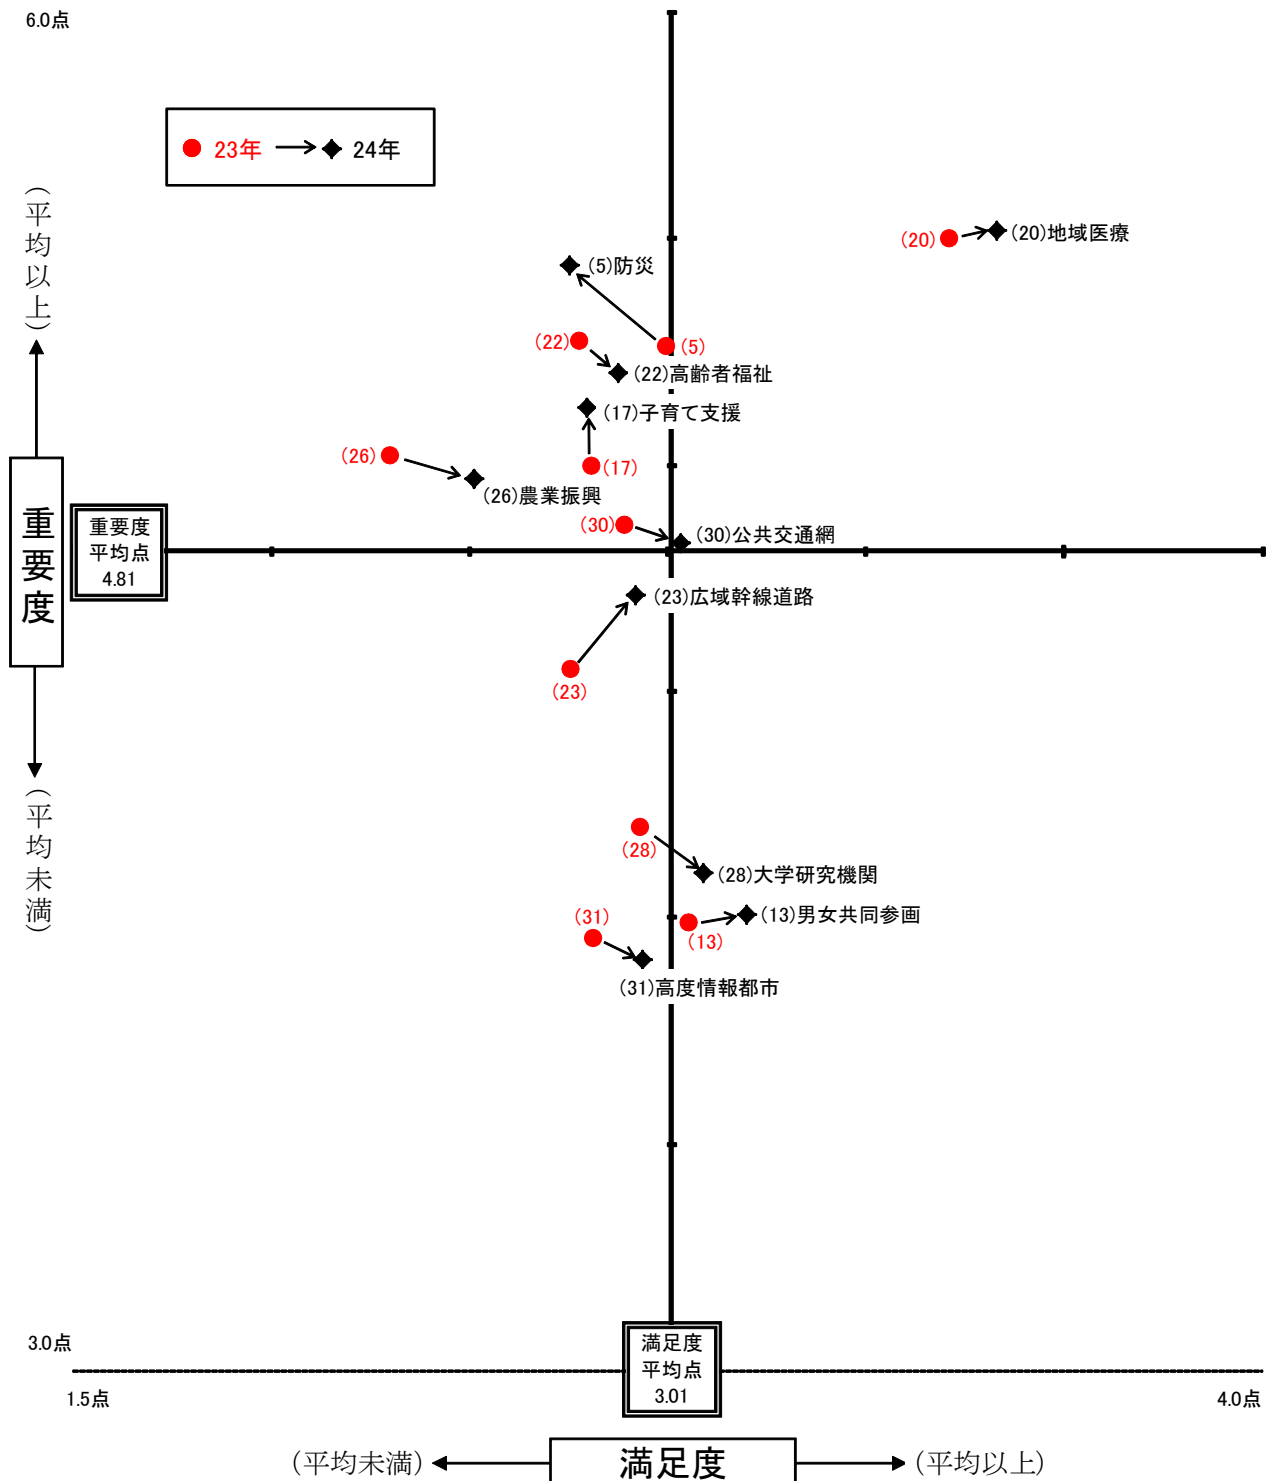 6.0点
23年
24年
(平均以上)
(20)
(20)地域医療
(5)防災
(22)
(5)
(22)高齢者福祉
(17)子育て支援
(26)
(17)
(26)農業振興
(30)
(30)公共交通網
重要度
重要度
平均点
4.81
(23)広域幹線道路
(23)
(平均未満)
(28)
(28)大学研究機関
(31)
(13)男女共同参画
(13)
(31)高度情報都市
3.0点
満足度
平均点
3.01
1.5点
4.0点
(平均未満)
満足度
(平均以上)